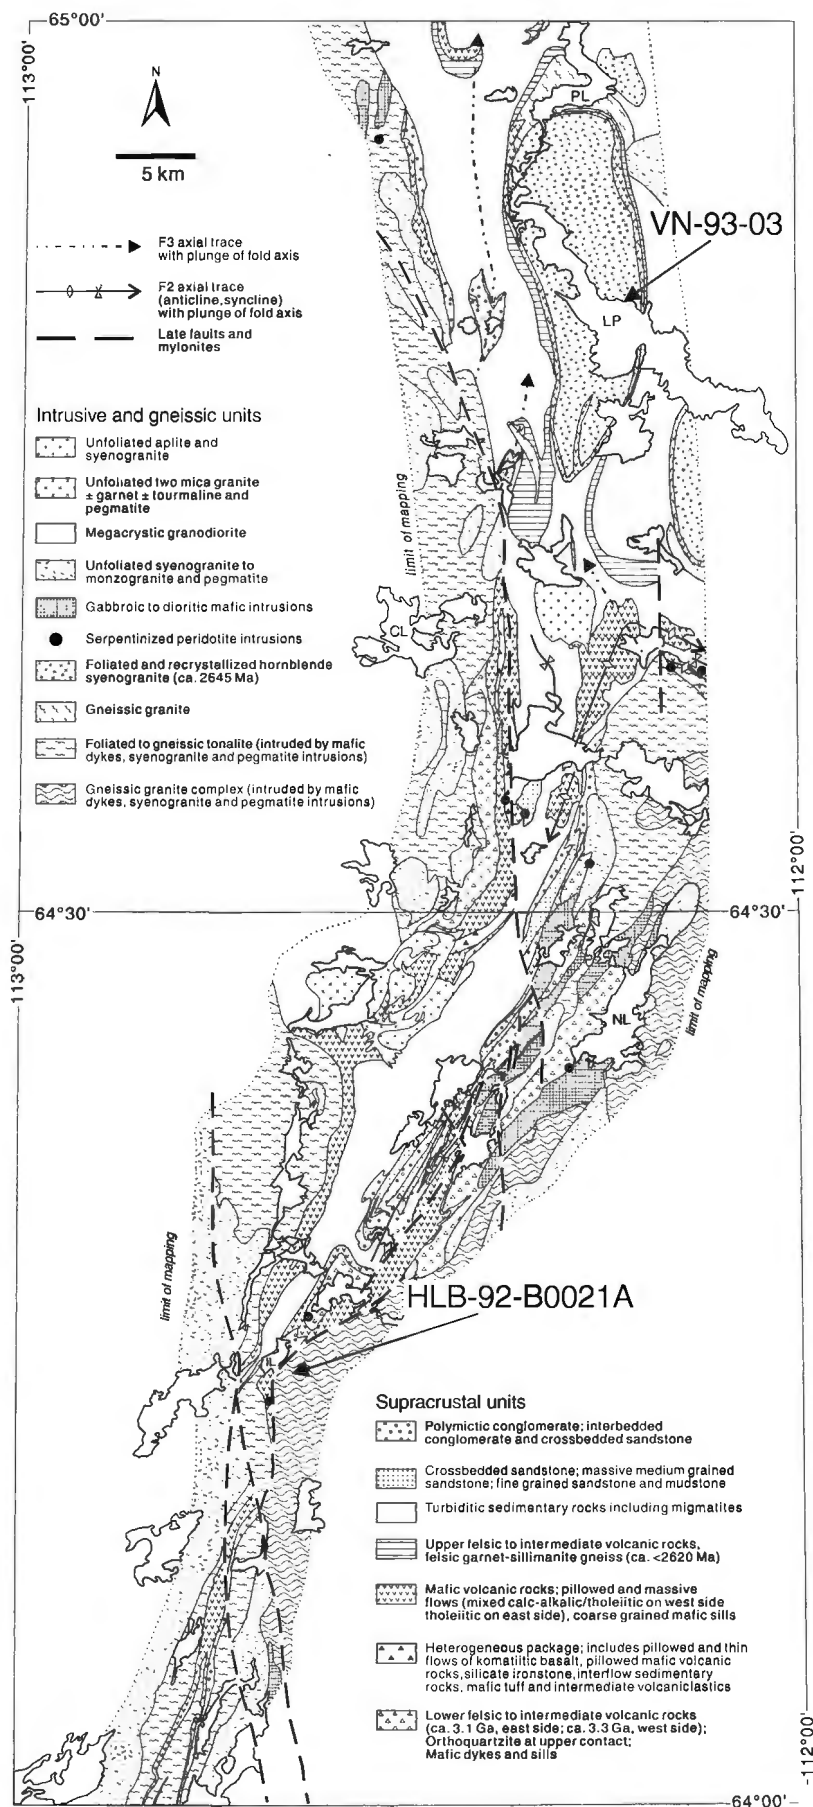 65°00'
113°00'
N
5 km
PL
VN-93-03
LP
F3 axial trace
with plunge of fold axis
F2 axial trace
(anticline, syncline)
with plunge of fold axis
Late faults and
mylonites
Intrusive and gneissic units
Unfoliated aplite and
syenogranite
Unfoliated two mica granite
± garnet ± tourmaline and
pegmatite
Megacrystic granodiorite
Unfoliated syenogranite to
monzogranite and pegmatite
Gabbroic to dioritic mafic intrusions
Serpentinized peridotite intrusions
Foliated and recrystallized hornblende
syenogranite (ca. 2645 Ma)
Gneissic granite
Foliated to gneissic tonalite (intruded by mafic
dykes, syenogranite and pegmatite intrusions)
Gneissic granite complex (intruded by mafic
dykes, syenogranite and pegmatite intrusions)
limit of mapping
CL
112°00'
64°30'
64°30'
113°00'
NL
limit of mapping
limit of mapping
HLB-92-B0021A
IL
Supracrustal units
Polymictic conglomerate; interbedded
conglomerate and crossbedded sandstone
Crossbedded sandstone; massive medium grained
sandstone; fine grained sandstone and mudstone
Turbiditic sedimentary rocks including migmatites
Upper felsic to intermediate volcanic rocks,
felsic garnet-sillimanite gneiss (ca. <2620 Ma)
Mafic volcanic rocks; pillowed and massive
flows (mixed calc-alkalic/tholeiitic on west side
tholeiitic on east side), coarse grained mafic sills
Heterogeneous package; includes pillowed and thin
flows of komatiitic basalt, pillowed mafic volcanic
rocks, silicate ironstone, interflow sedimentary
rocks, mafic tuff and intermediate volcaniclastics
Lower felsic to intermediate volcanic rocks
(ca. 3.1 Ga, east side; ca. 3.3 Ga, west side);
Orthoquartzite at upper contact;
Mafic dykes and sills
112°00'
64°00'